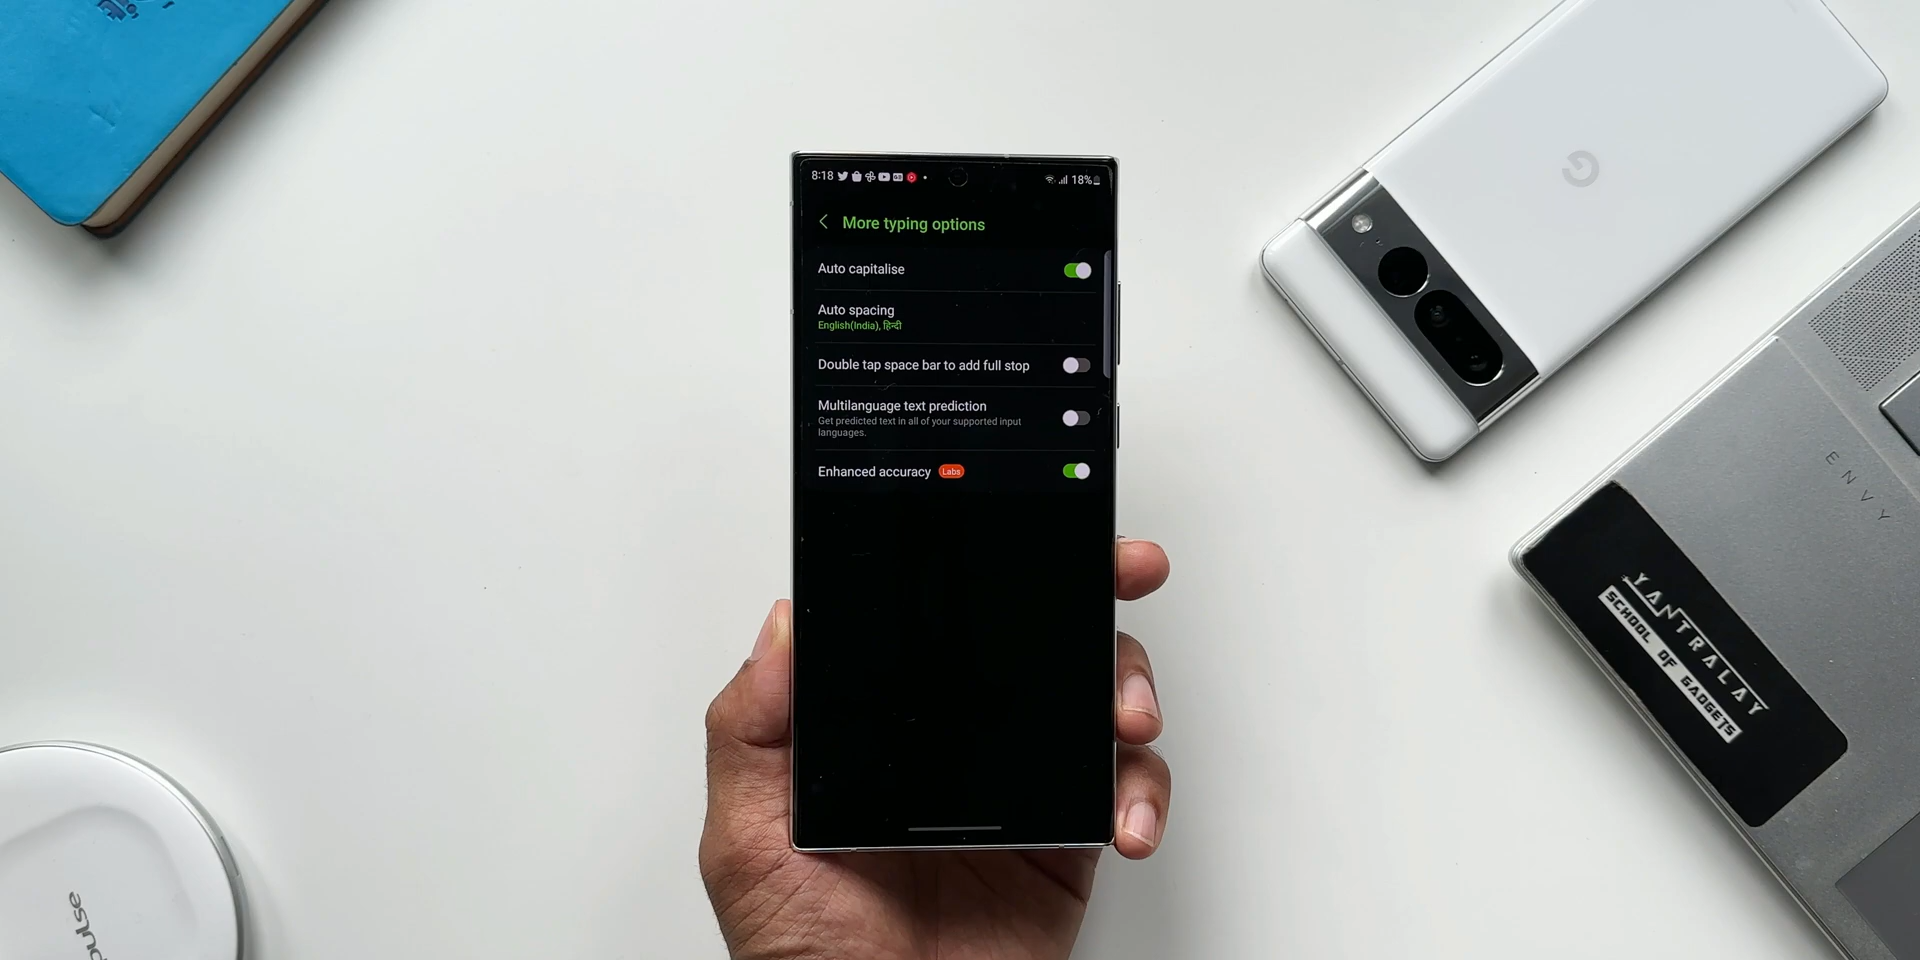 8:18
18%
More typing options
Auto capitalise
Auto spacing
English(India), हिन्दी
Double tap space bar to add full stop
Multilanguage text prediction
Get predicted text in all of your supported input
languages.
Enhanced accuracy Labs
ENVY
YANTRALAY
SCHOOL OF GADGETS
pulse